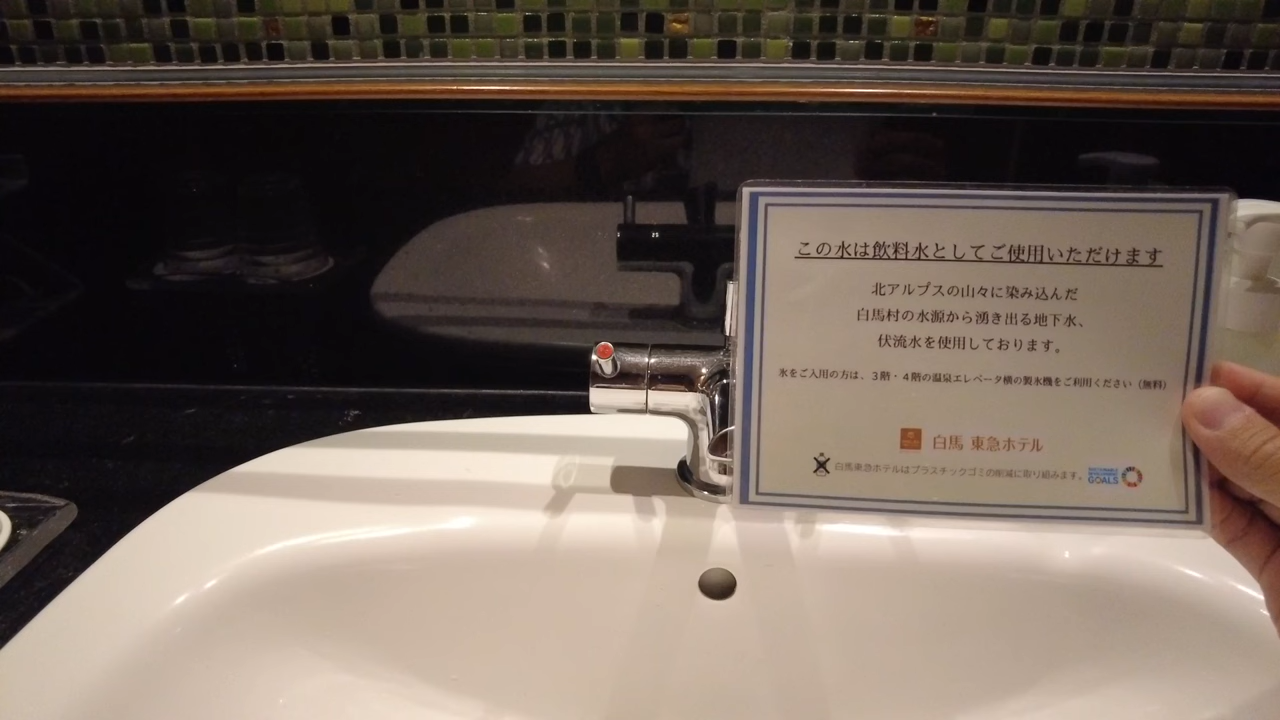 この水は飲料水としてご使用いただけます
北アルプスの山々に染み込んだ
白馬村の水源から湧き出る地下水、
伏流水を使用しております。
氷をご入用の方は、3階・4階の温泉エレベータ横の製氷機をご利用ください（無料）
白馬 東急ホテル
白馬東急ホテルはプラスチックゴミの削減に取り組みます。
SUSTAINABLE DEVELOPMENT GOALS